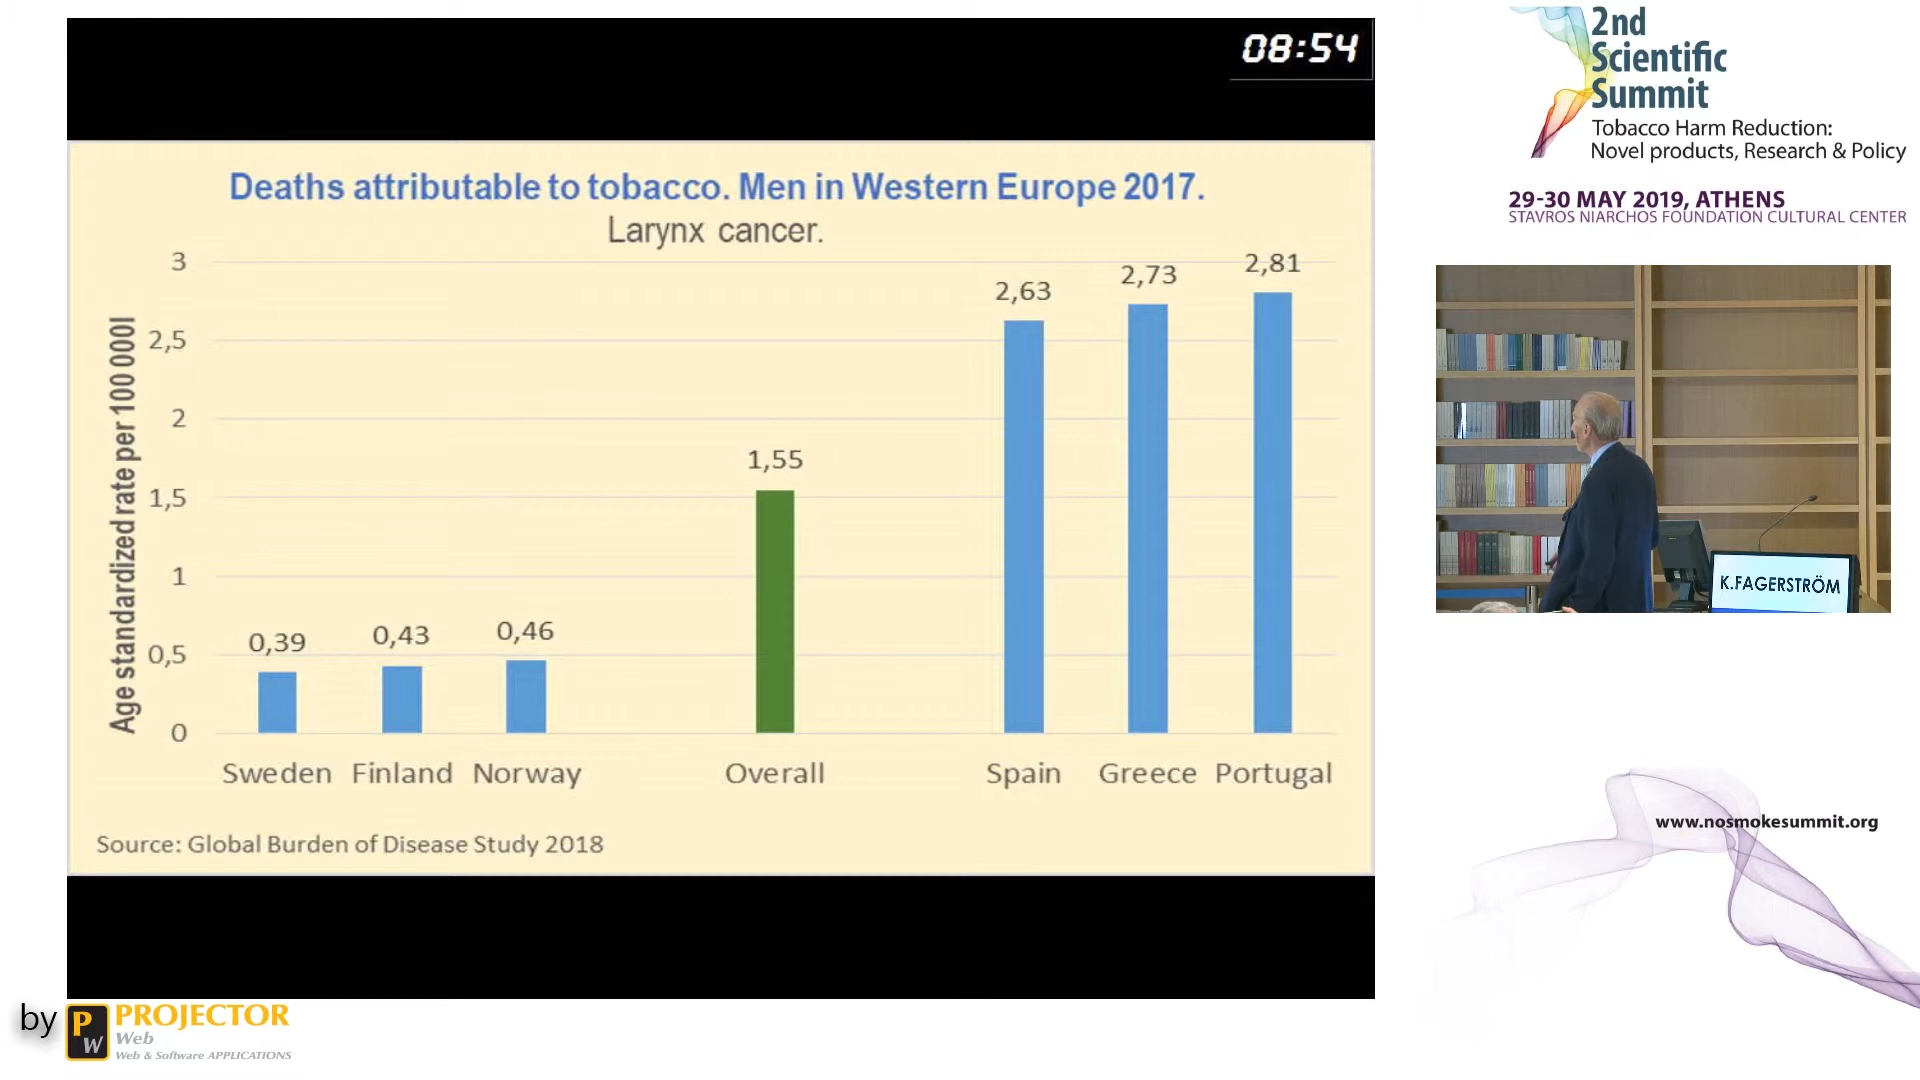 08:54
Deaths attributable to tobacco. Men in Western Europe 2017.
Larynx cancer.
Age standardized rate per 100 000l
3
2,5
2
1,5
1
0,5
0
0,39
0,43
0,46
1,55
2,63
2,73
2,81
Sweden
Finland
Norway
Overall
Spain
Greece
Portugal
Source: Global Burden of Disease Study 2018
2nd
Scientific
Summit
Tobacco Harm Reduction:
Novel products, Research & Policy
29-30 MAY 2019, ATHENS
STAVROS NIARCHOS FOUNDATION CULTURAL CENTER
K.FAGERSTRÖM
www.nosmokesummit.org
by
PW
PROJECTOR
Web
Web & Software APPLICATIONS